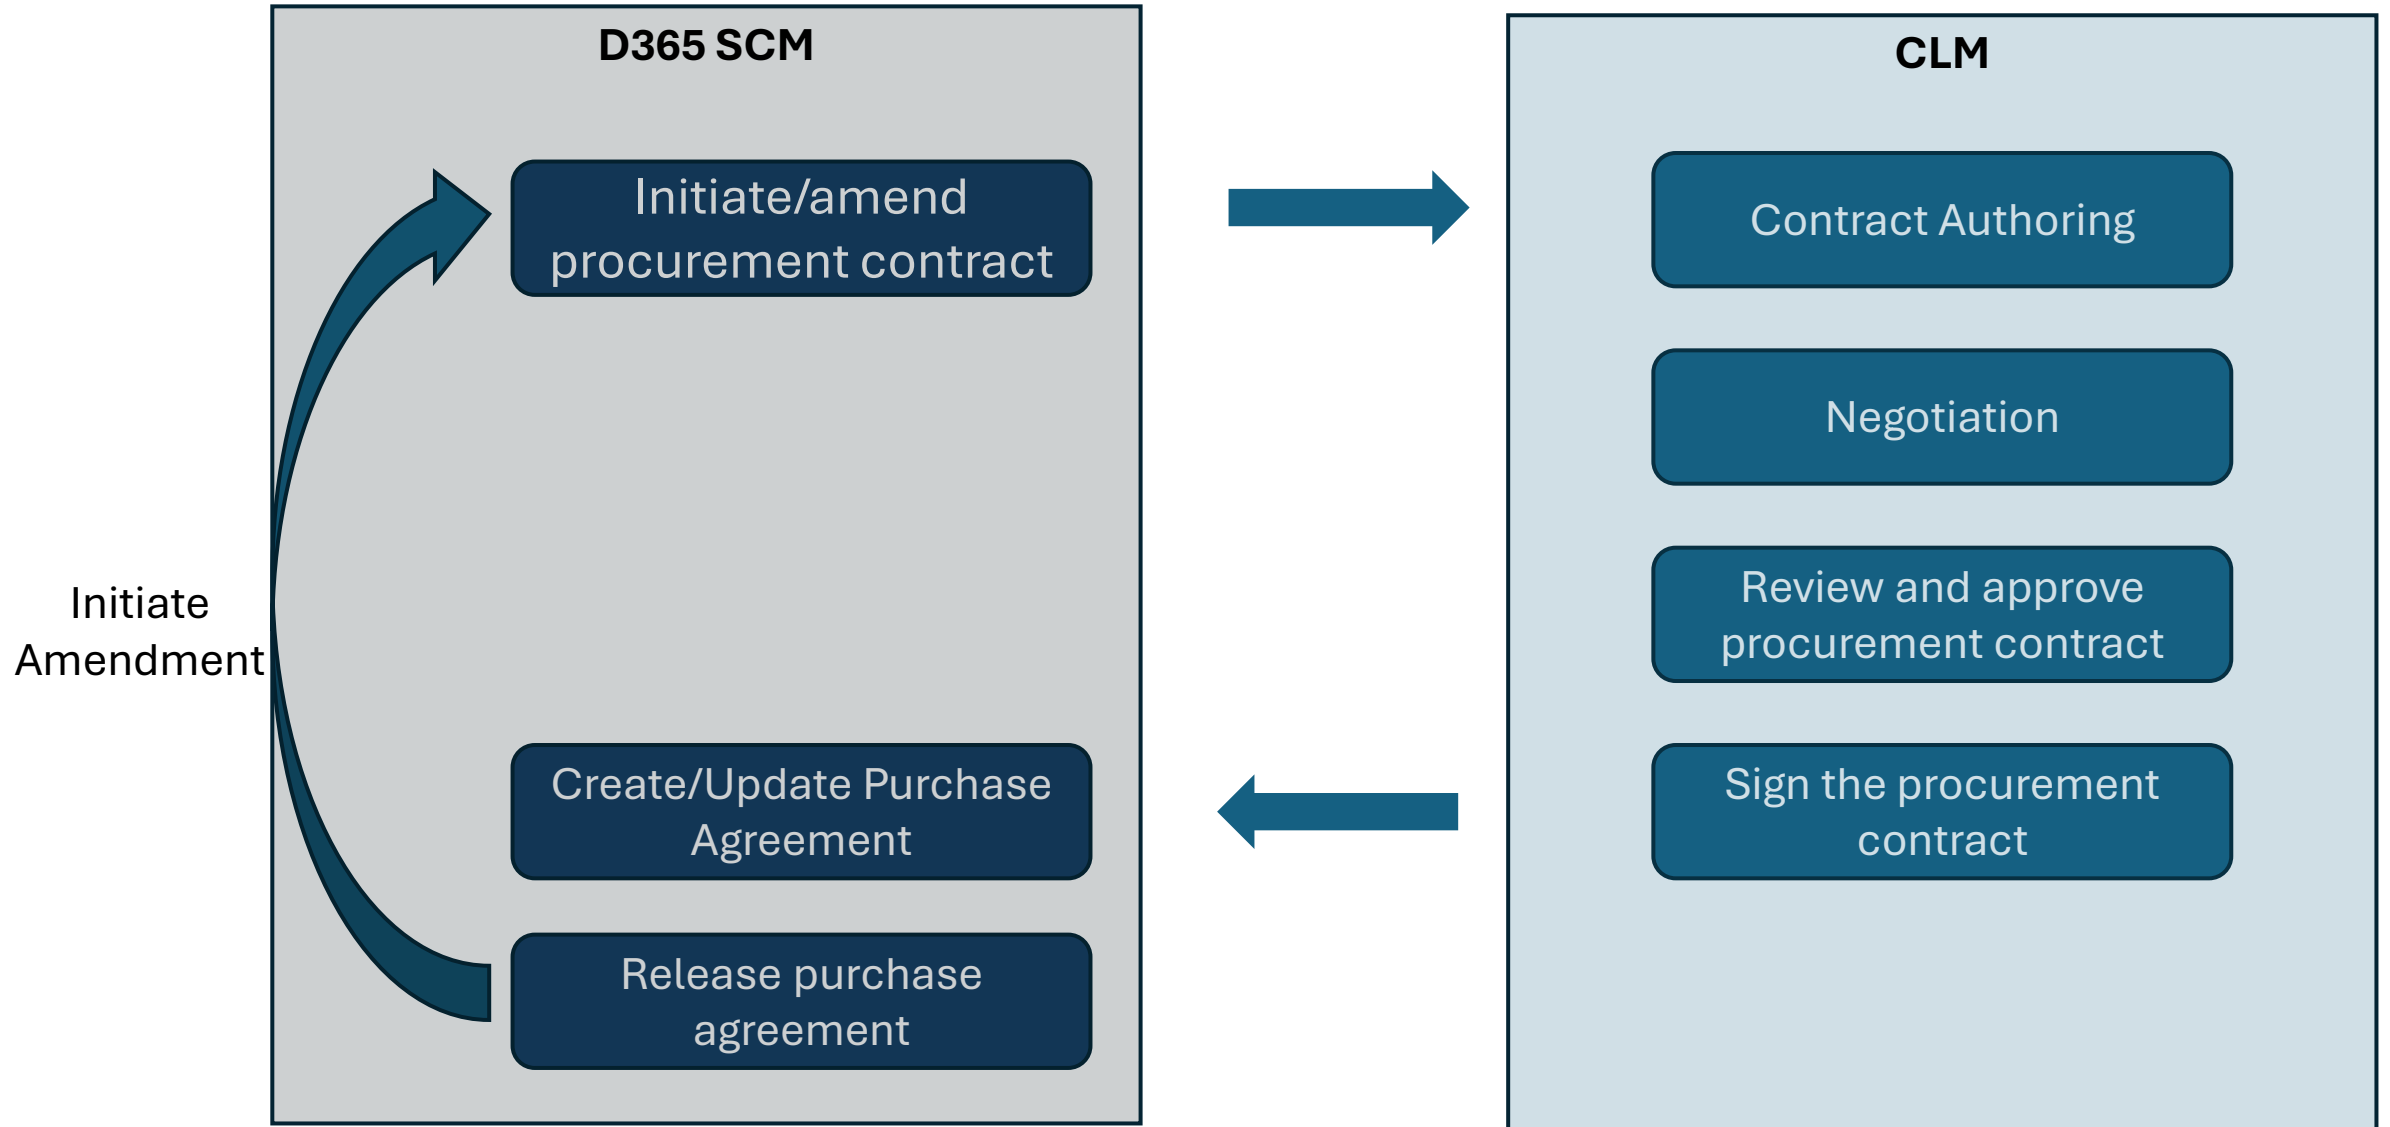 D365 SCM
Initiate/amend
procurement contract
Initiate
Amendment
Create/Update Purchase
Agreement
Release purchase
agreement
CLM
Contract Authoring
Negotiation
Review and approve
procurement contract
Sign the procurement
contract